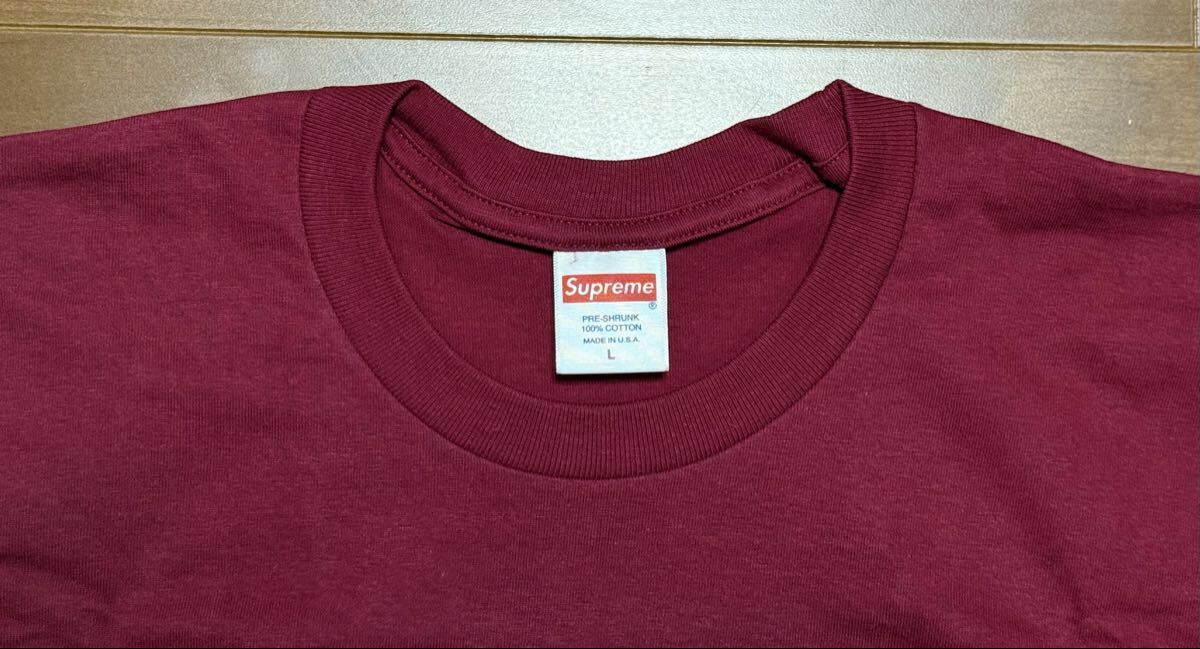 Supreme
®
PRE-SHRUNK
100% COTTON
MADE IN U.S.A.
L